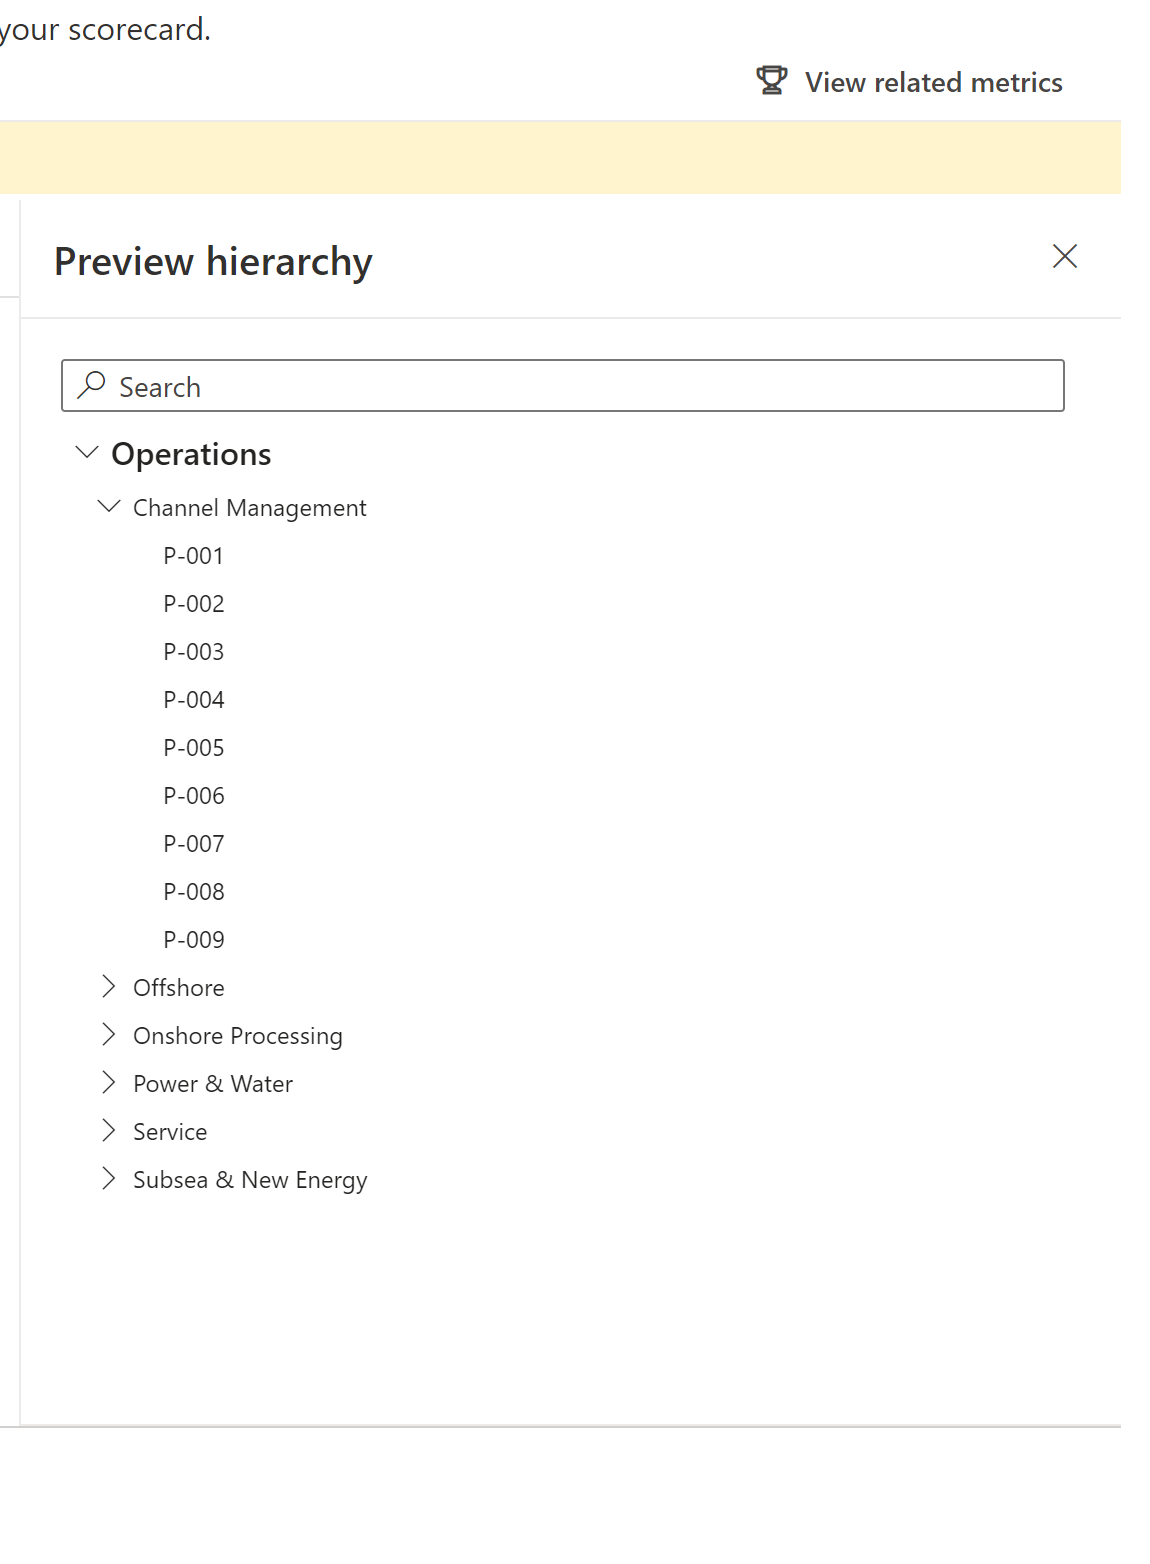 your scorecard.
View related metrics
Preview hierarchy
Search
Operations
Channel Management
P-001
P-002
P-003
P-004
P-005
P-006
P-007
P-008
P-009
Offshore
Onshore Processing
Power & Water
Service
Subsea & New Energy